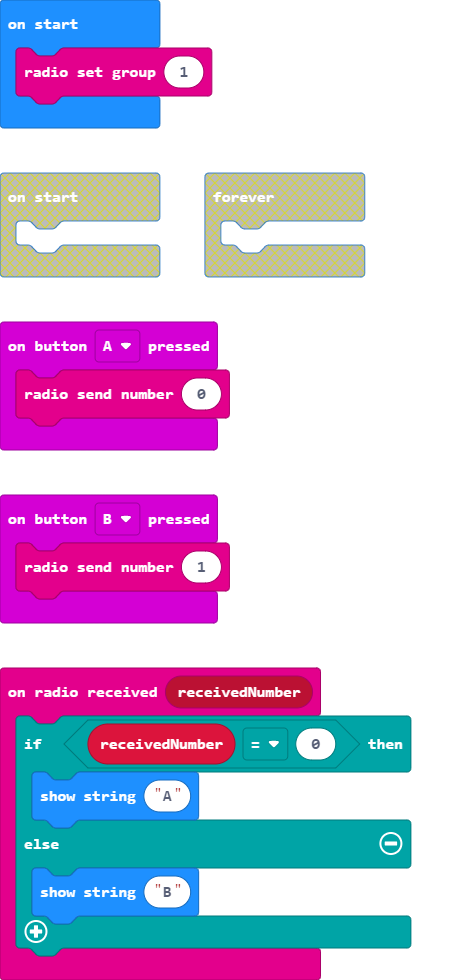 on start
radio set group 1
on start forever
on button A pressed
radio send number 0
on button B pressed
radio send number 1
on radio received receivedNumber
if receivedNumber = 0 then
show string "A"
else
show string "B"